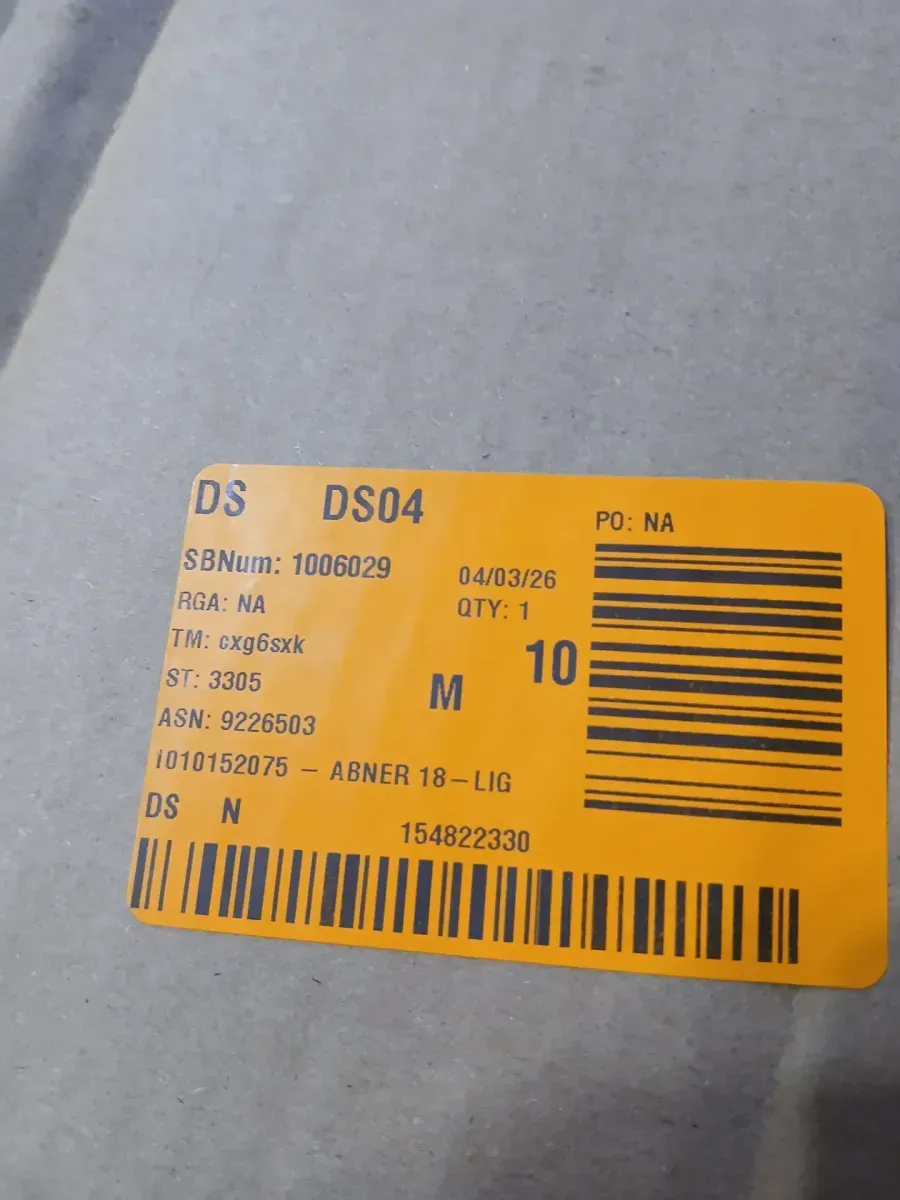 DS DS04
PO: NA
SBNum: 1006029
04/03/26
RGA: NA
QTY: 1
TM: cxg6sxk
10
ST: 3305
M
ASN: 9226503
1010152075 - ABNER 18-LIG
DS N
154822330